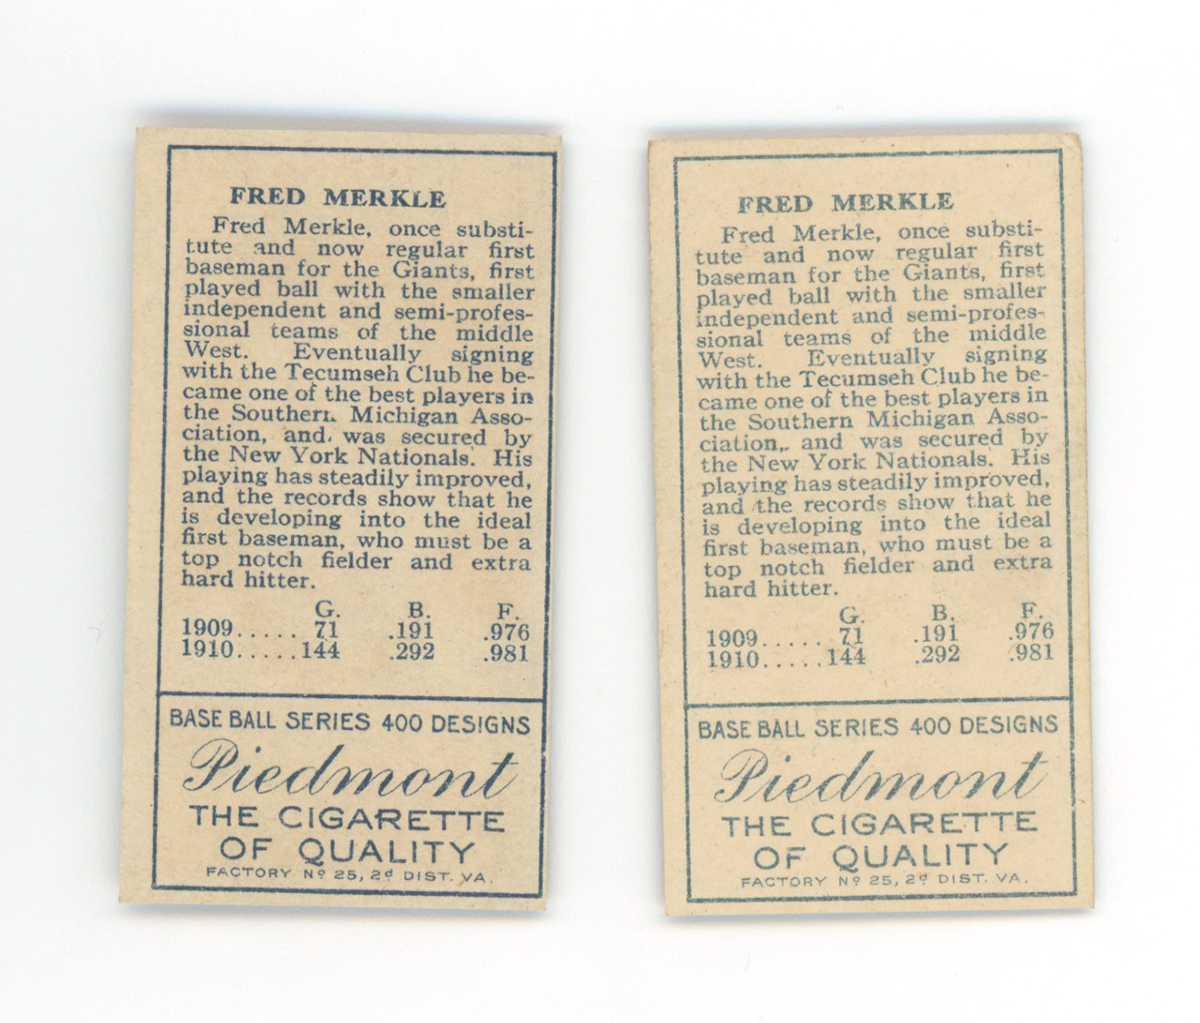 FRED MERKLE
Fred Merkle, once substi-
tute and now regular first
baseman for the Giants, first
played ball with the smaller
independent and semi-profes-
sional teams of the middle
West. Eventually signing
with the Tecumseh Club he be-
came one of the best players in
the Southern Michigan Asso-
ciation, and was secured by
the New York Nationals. His
playing has steadily improved,
and the records show that he
is developing into the ideal
first baseman, who must be a
top notch fielder and extra
hard hitter.
G. B. F.
1909..... 71 .191 .976
1910.....144 .292 .981
BASE BALL SERIES 400 DESIGNS
Piedmont
THE CIGARETTE
OF QUALITY
FACTORY Nº 25, 2d DIST. VA.
FRED MERKLE
Fred Merkle, once substi-
tute and now regular first
baseman for the Giants, first
played ball with the smaller
independent and semi-profes-
sional teams of the middle
West. Eventually signing
with the Tecumseh Club he be-
came one of the best players in
the Southern Michigan Asso-
ciation, and was secured by
the New York Nationals. His
playing has steadily improved,
and the records show that he
is developing into the ideal
first baseman, who must be a
top notch fielder and extra
hard hitter.
G. B. F.
1909..... 71 .191 .976
1910.....144 .292 .981
BASE BALL SERIES 400 DESIGNS
Piedmont
THE CIGARETTE
OF QUALITY
FACTORY Nº 25, 2d DIST. VA.